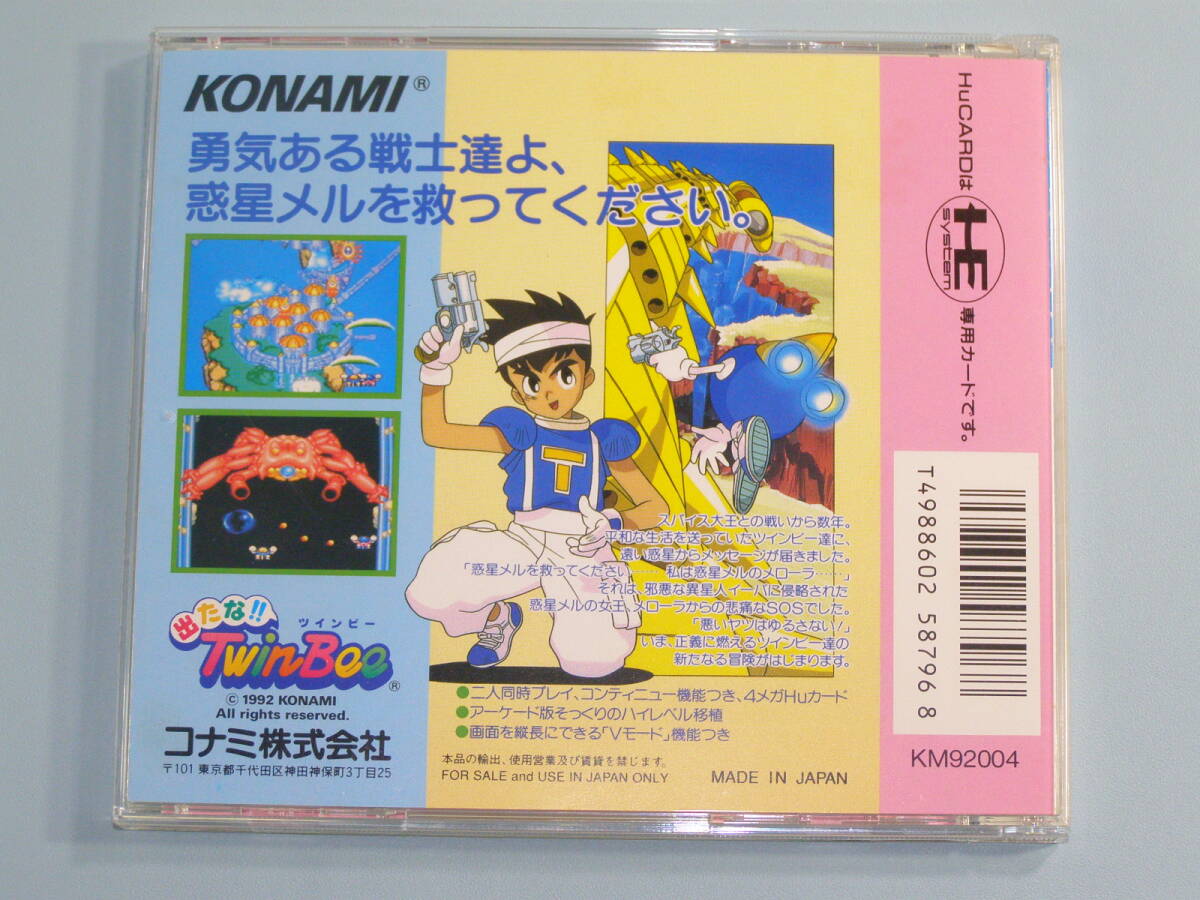 KONAMI®
勇気ある戦士達よ、
惑星メルを救ってください。
T
スパイス大王との戦いから数年。
平和な生活を送っていたツインビー達に、
遠い惑星からメッセージが届きました。
「惑星メルを救ってください……… 私は惑星メルのメローラ……」
それは、邪悪な異星人イーバに侵略された
惑星メルの女王、メローラからの悲痛なSOSでした。
「悪いヤツはゆるさない!」
いま、正義に燃えるツインビー達の
新たなる冒険がはじまります。
●二人同時プレイ、コンティニュー機能つき、4メガHuカード
●アーケード版そっくりのハイレベル移植
●画面を縦長にできる「Vモード」機能つき
本品の輸出、使用営業及び賃貸を禁じます。
FOR SALE and USE IN JAPAN ONLY
MADE IN JAPAN
出たな!!
ツインビー
TwinBee®
© 1992 KONAMI
All rights reserved.
コナミ株式会社
〒101 東京都千代田区神田神保町3丁目25
HuCARDは HE system 専用カードです。
T4988602 58796 8
KM92004